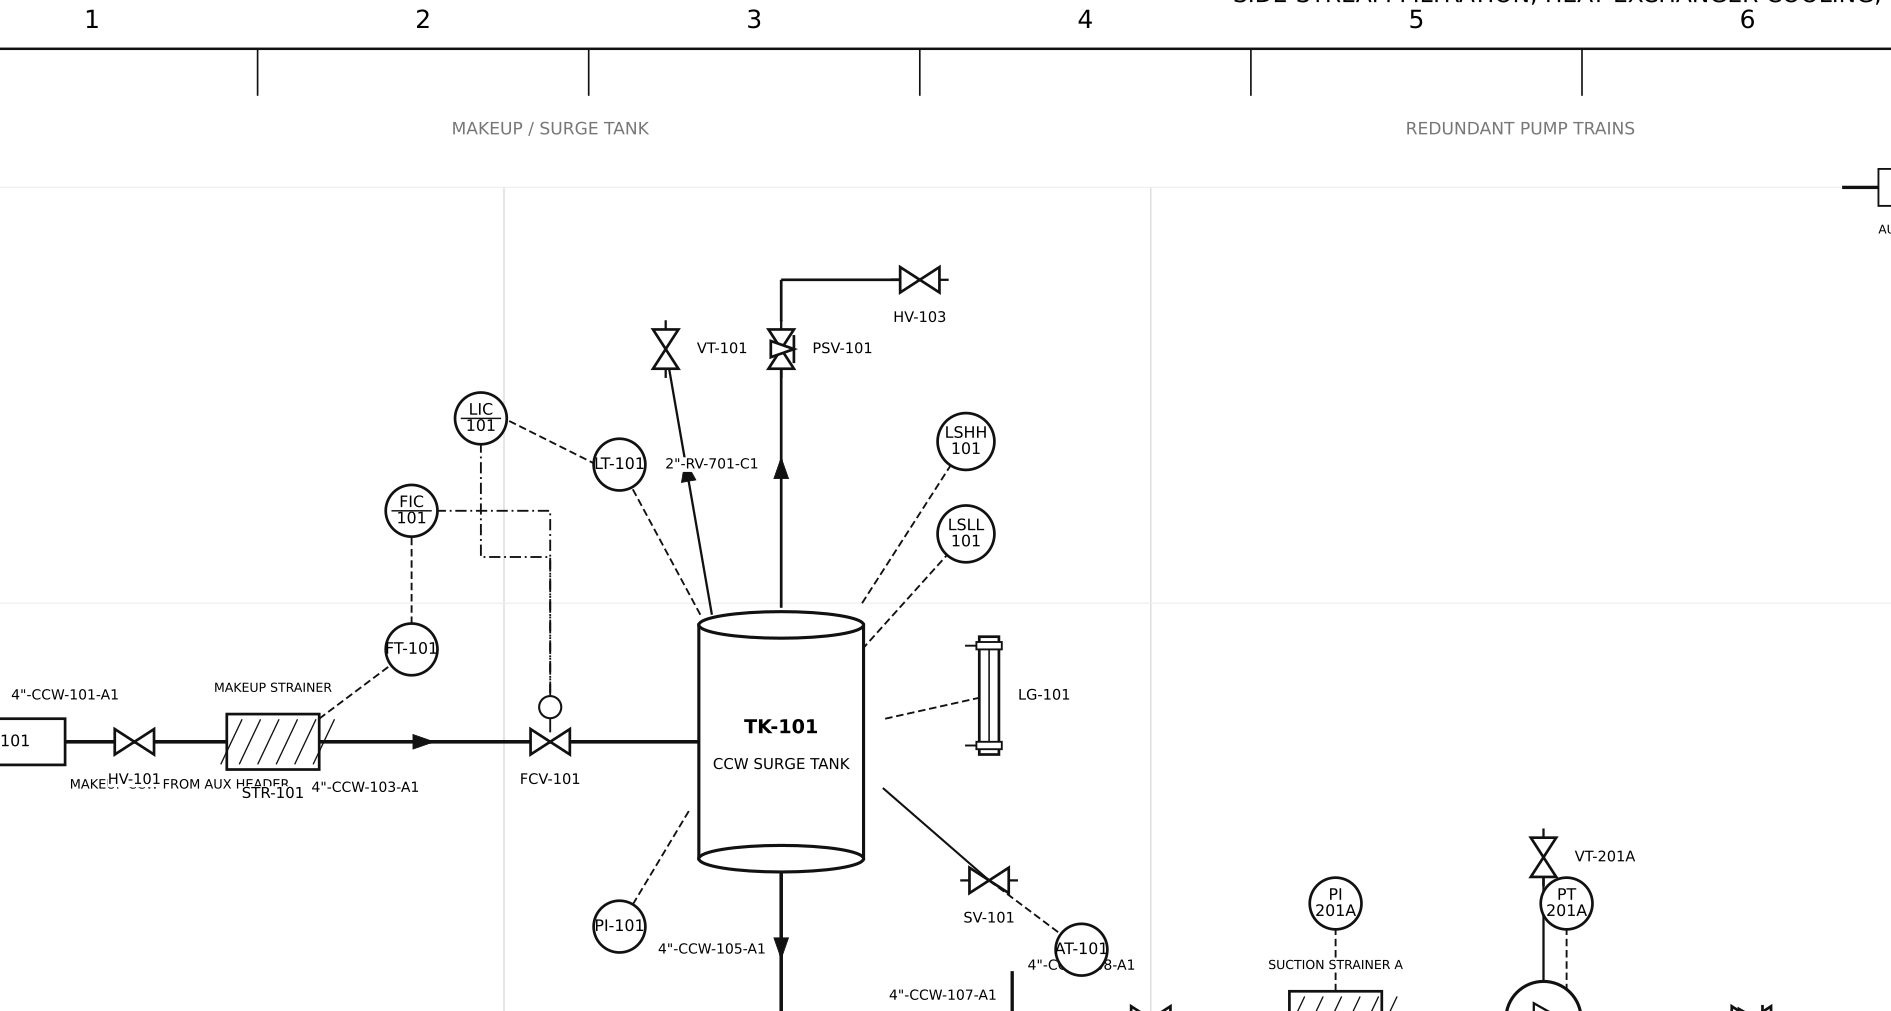 1 2 3 4 5 6
MAKEUP / SURGE TANK
REDUNDANT PUMP TRAINS
HV-103
VT-101
PSV-101
LIC
101
LT-101
2"-RV-701-C1
LSHH
101
FIC
101
LSLL
101
FT-101
4"-CCW-101-A1
MAKEUP STRAINER
LG-101
101
TK-101
CCW SURGE TANK
HV-101
FROM AUX HEADER
STR-101
4"-CCW-103-A1
FCV-101
VT-201A
PI
201A
PT
201A
SV-101
PI-101
4"-CCW-105-A1
AT-101
SUCTION STRAINER A
4"-CCW-107-A1